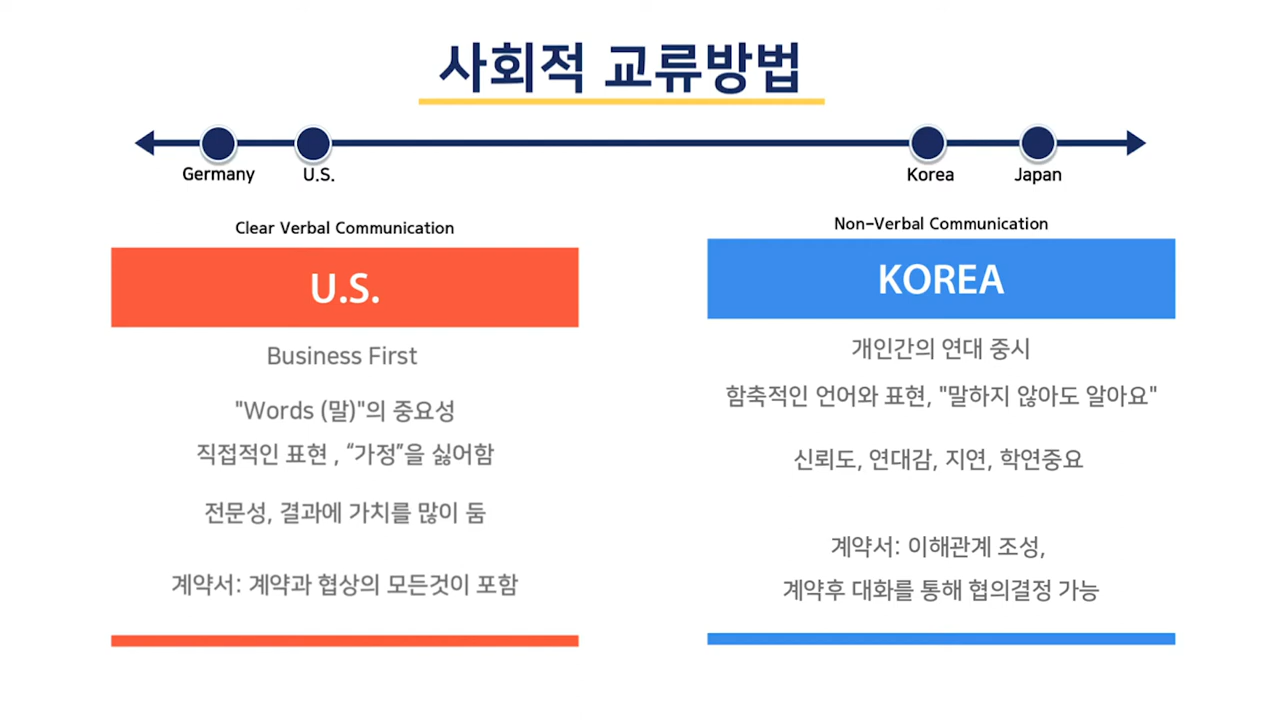 사회적 교류방법
Germany
U.S.
Korea
Japan
Clear Verbal Communication
U.S.
Business First
"Words (말)"의 중요성
직접적인 표현 , “가정”을 싫어함
전문성, 결과에 가치를 많이 둠
계약서: 계약과 협상의 모든것이 포함
Non-Verbal Communication
KOREA
개인간의 연대 중시
함축적인 언어와 표현, "말하지 않아도 알아요"
신뢰도, 연대감, 지연, 학연중요
계약서: 이해관계 조성,
계약후 대화를 통해 협의결정 가능